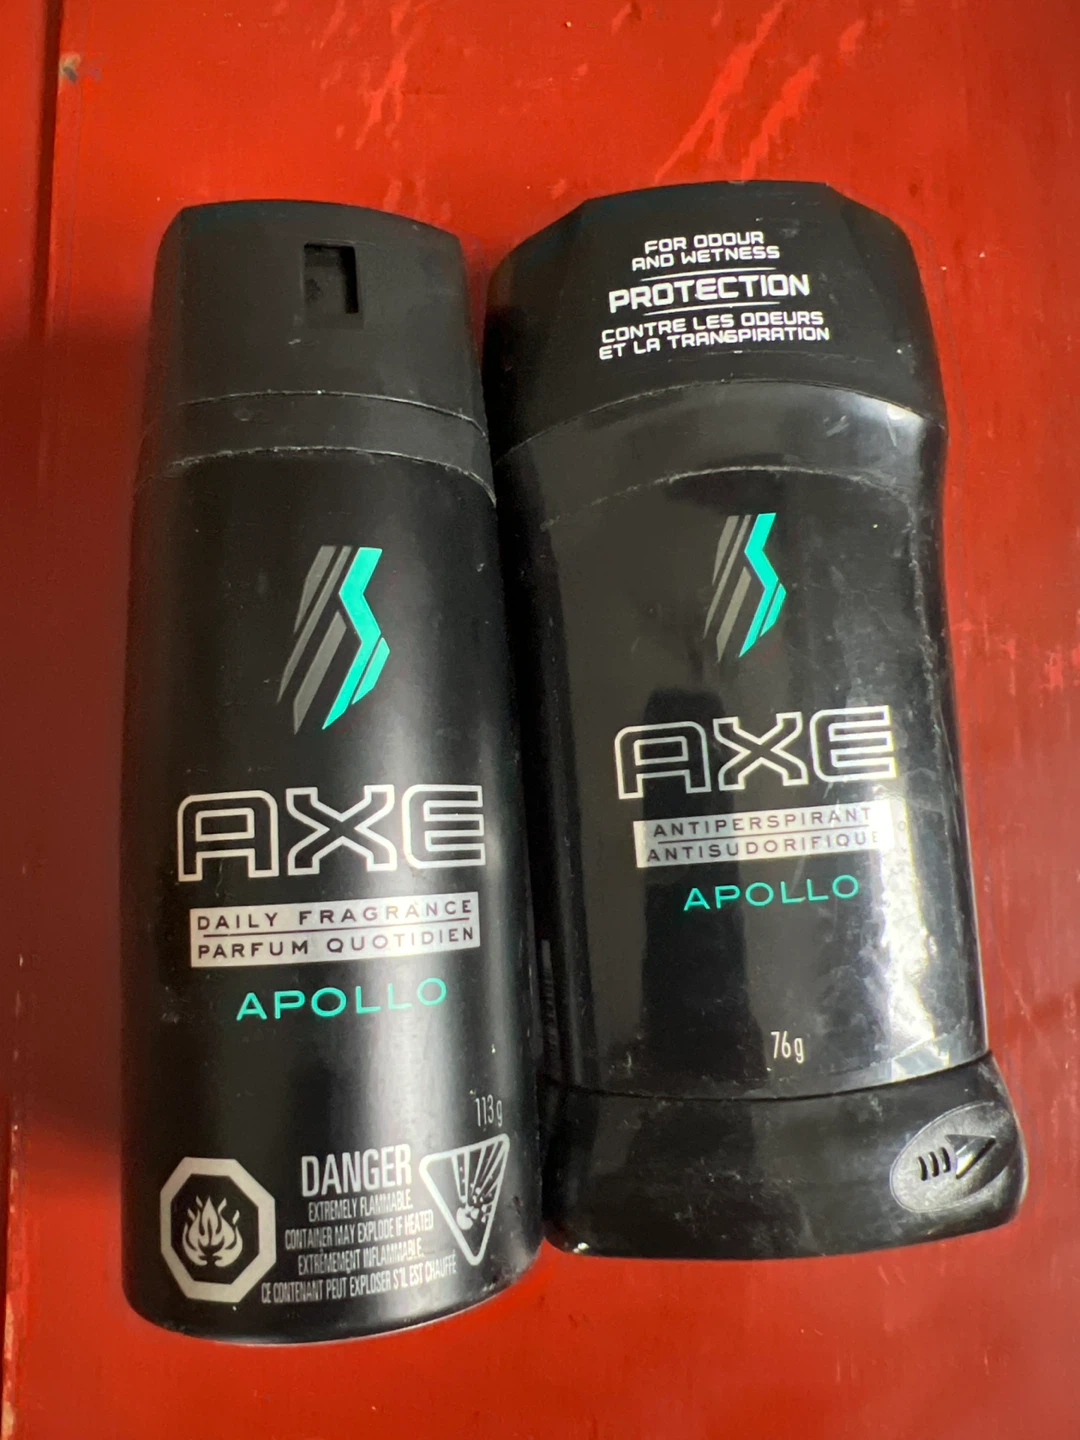 AXE
DAILY FRAGRANCE
PARFUM QUOTIDIEN
APOLLO
113g
DANGER
EXTREMELY FLAMMABLE.
CONTAINER MAY EXPLODE IF HEATED
EXTRÊMEMENT INFLAMMABLE.
CE CONTENANT PEUT EXPLOSER S'IL EST CHAUFFÉ
FOR ODOUR
AND WETNESS
PROTECTION
CONTRE LES ODEURS
ET LA TRANSPIRATION
AXE
ANTIPERSPIRANT
ANTISUDORIFIQUE
APOLLO
76g